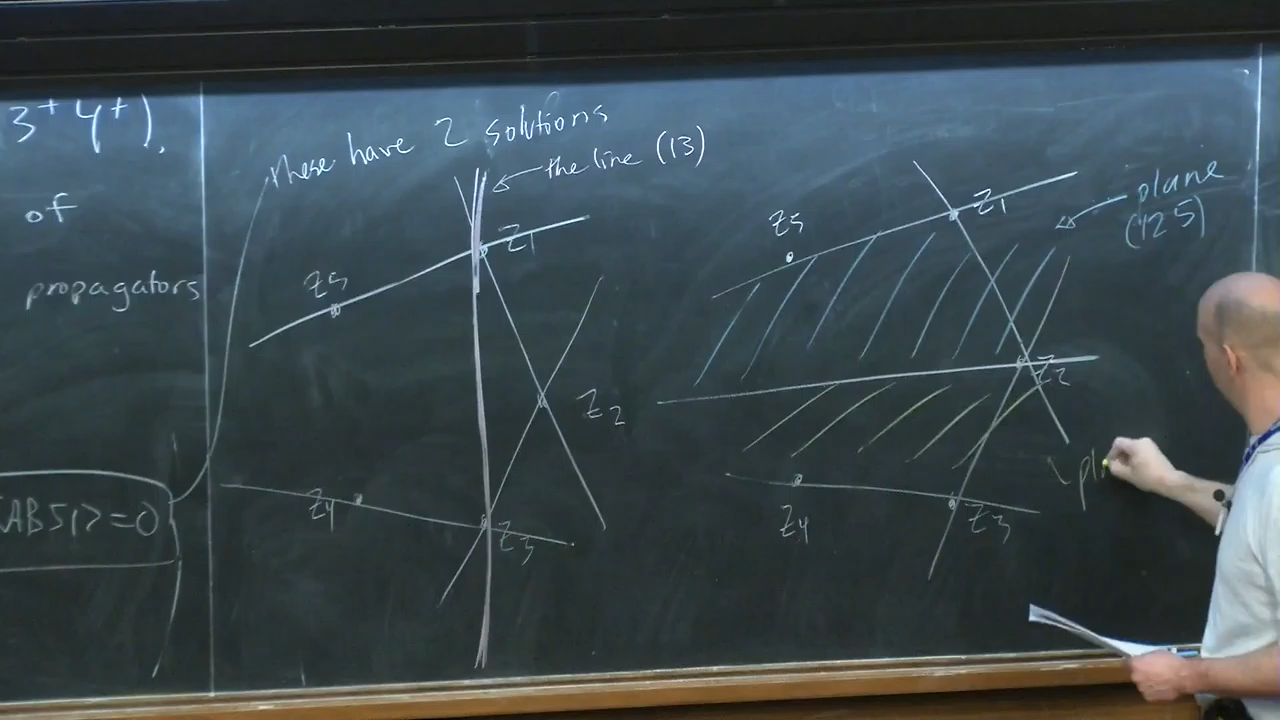 3⁺ 4⁺),
of
propagators
⟨AB51⟩=0
these have 2 solutions
the line (13)
Z5
Z1
Z2
Z4
Z3
Z5
Z1
plane
(125)
Z2
Z4
Z3
pl